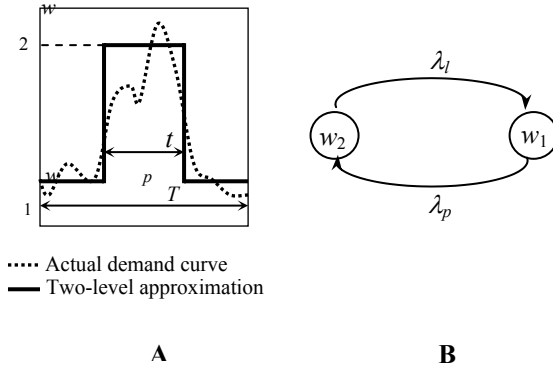 w
2
λl
t
w2
w1
w
p
T
λp
1
Actual demand curve
Two-level approximation
A
B